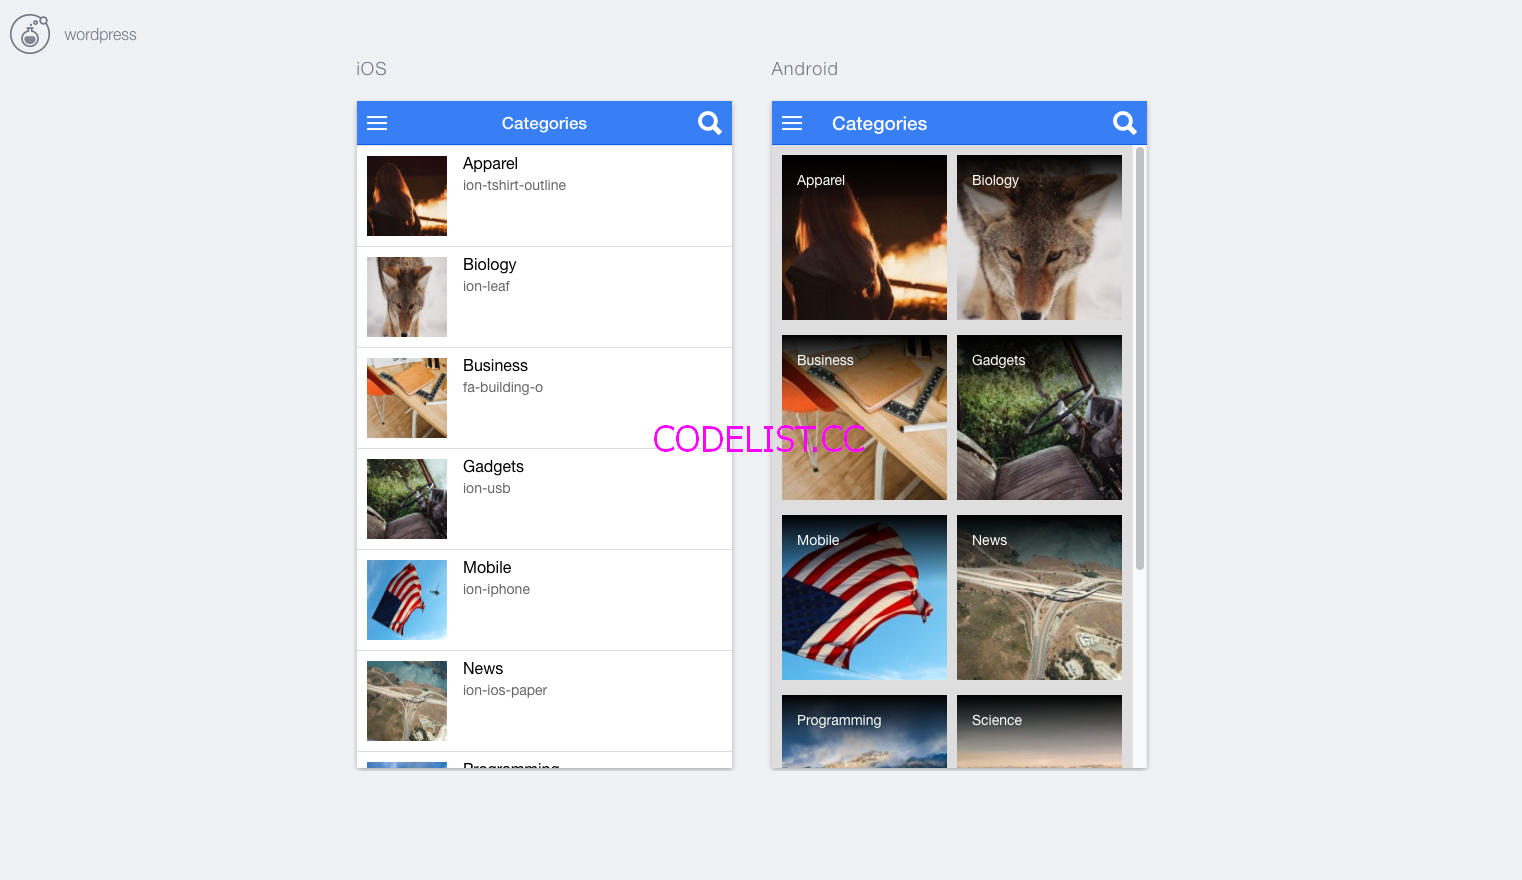 wordpress
iOS
Categories
Apparel
ion-tshirt-outline
Biology
ion-leaf
Business
fa-building-o
Gadgets
ion-usb
Mobile
ion-iphone
News
ion-ios-paper
Programming
Android
Categories
Apparel
Biology
Business
Gadgets
Mobile
News
Programming
Science
CODELIST.CC